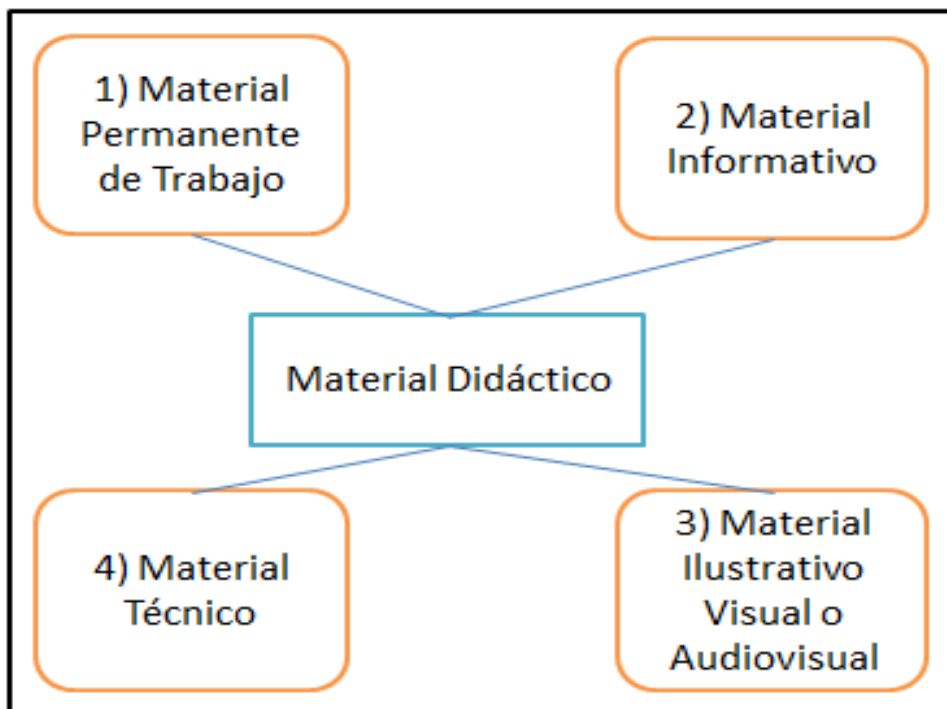 1) Material
Permanente
de Trabajo
2) Material
Informativo
Material Didáctico
4) Material
Técnico
3) Material
Ilustrativo
Visual o
Audiovisual